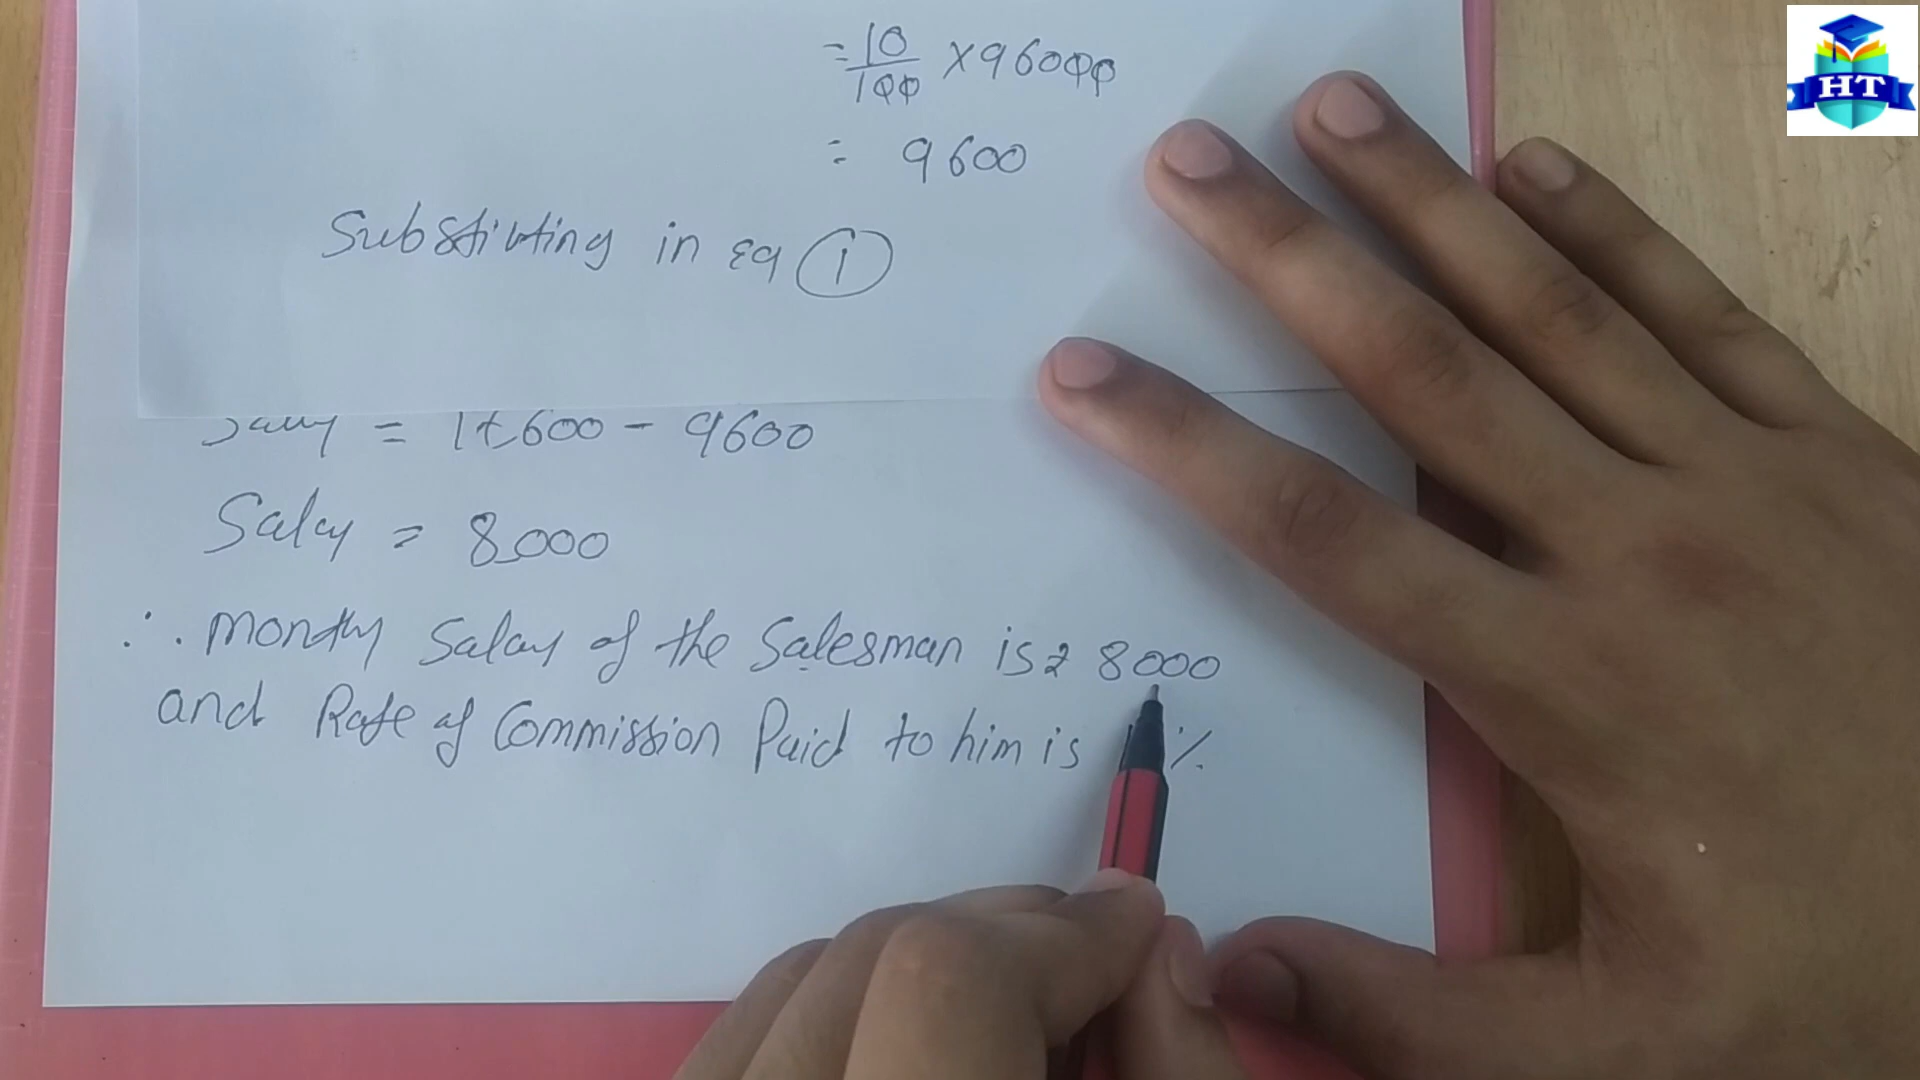 = 10/100 × 96000
= 9600
Substituting in Eq 1
= 17600 - 9600
Salary = 8000
∴ Monthly Salary of the Salesman is ₹ 8000
and Rate of Commission Paid to him is %
HT